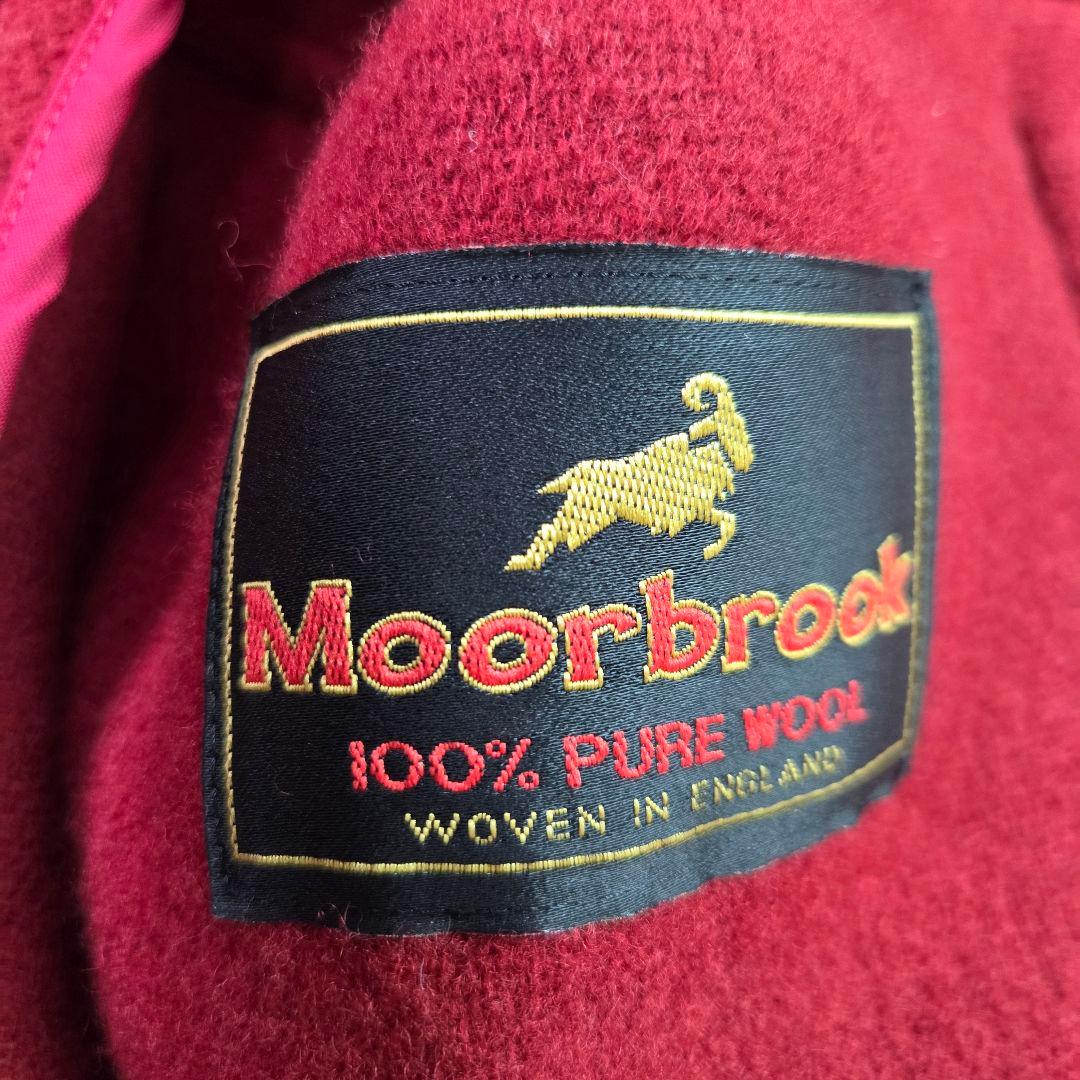 Moorbrook
100% PURE WOOL
WOVEN IN ENGLAND